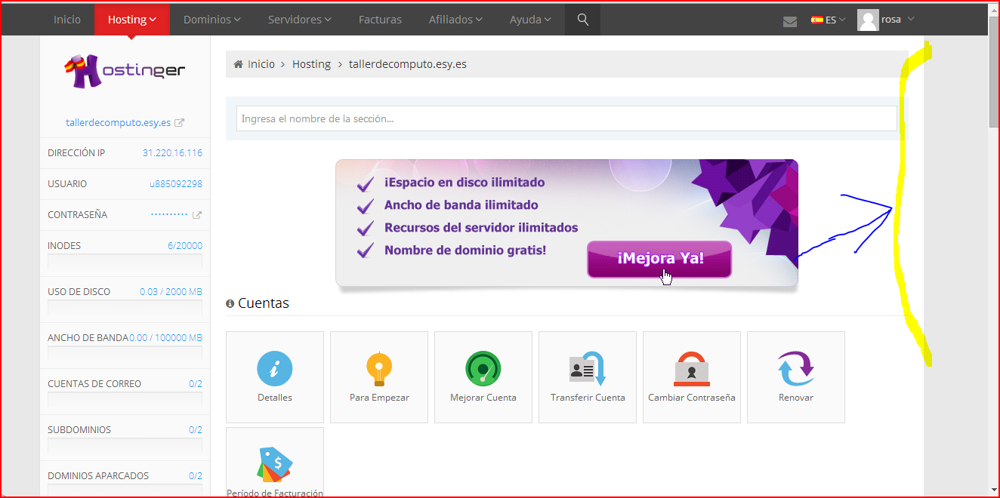 Inicio Hosting Dominios Servidores Facturas Afiliados Ayuda ES rosa
Hostinger
tallerdecomputo.esy.es
DIRECCIÓN IP 31.220.16.116
USUARIO u885092298
CONTRASEÑA ··········
INODES 6/20000
USO DE DISCO 0.03 / 2000 MB
ANCHO DE BANDA 0.00 / 100000 MB
CUENTAS DE CORREO 0/2
SUBDOMINIOS 0/2
DOMINIOS APARCADOS 0/2
Inicio > Hosting > tallerdecomputo.esy.es
Ingresa el nombre de la sección...
¡Espacio en disco ilimitado
Ancho de banda ilimitado
Recursos del servidor ilimitados
Nombre de dominio gratis!
¡Mejora Ya!
Cuentas
Detalles
Para Empezar
Mejorar Cuenta
Transferir Cuenta
Cambiar Contraseña
Renovar
Período de Facturación